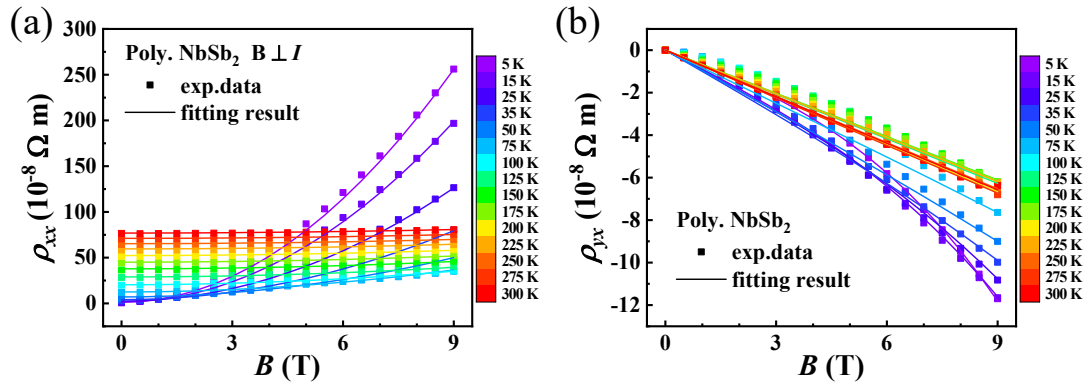 (a)
300
250
200
150
100
50
0
ρxx (10⁻⁸ Ω m)
Poly. NbSb₂ B ⊥ I
exp.data
fitting result
0 3 6 9
B (T)
5 K
15 K
25 K
35 K
50 K
75 K
100 K
125 K
150 K
175 K
200 K
225 K
250 K
275 K
300 K
(b)
0
-2
-4
-6
-8
-10
-12
ρyx (10⁻⁸ Ω m)
Poly. NbSb₂
exp.data
fitting result
0 3 6 9
B (T)
5 K
15 K
25 K
35 K
50 K
75 K
100 K
125 K
150 K
175 K
200 K
225 K
250 K
275 K
300 K